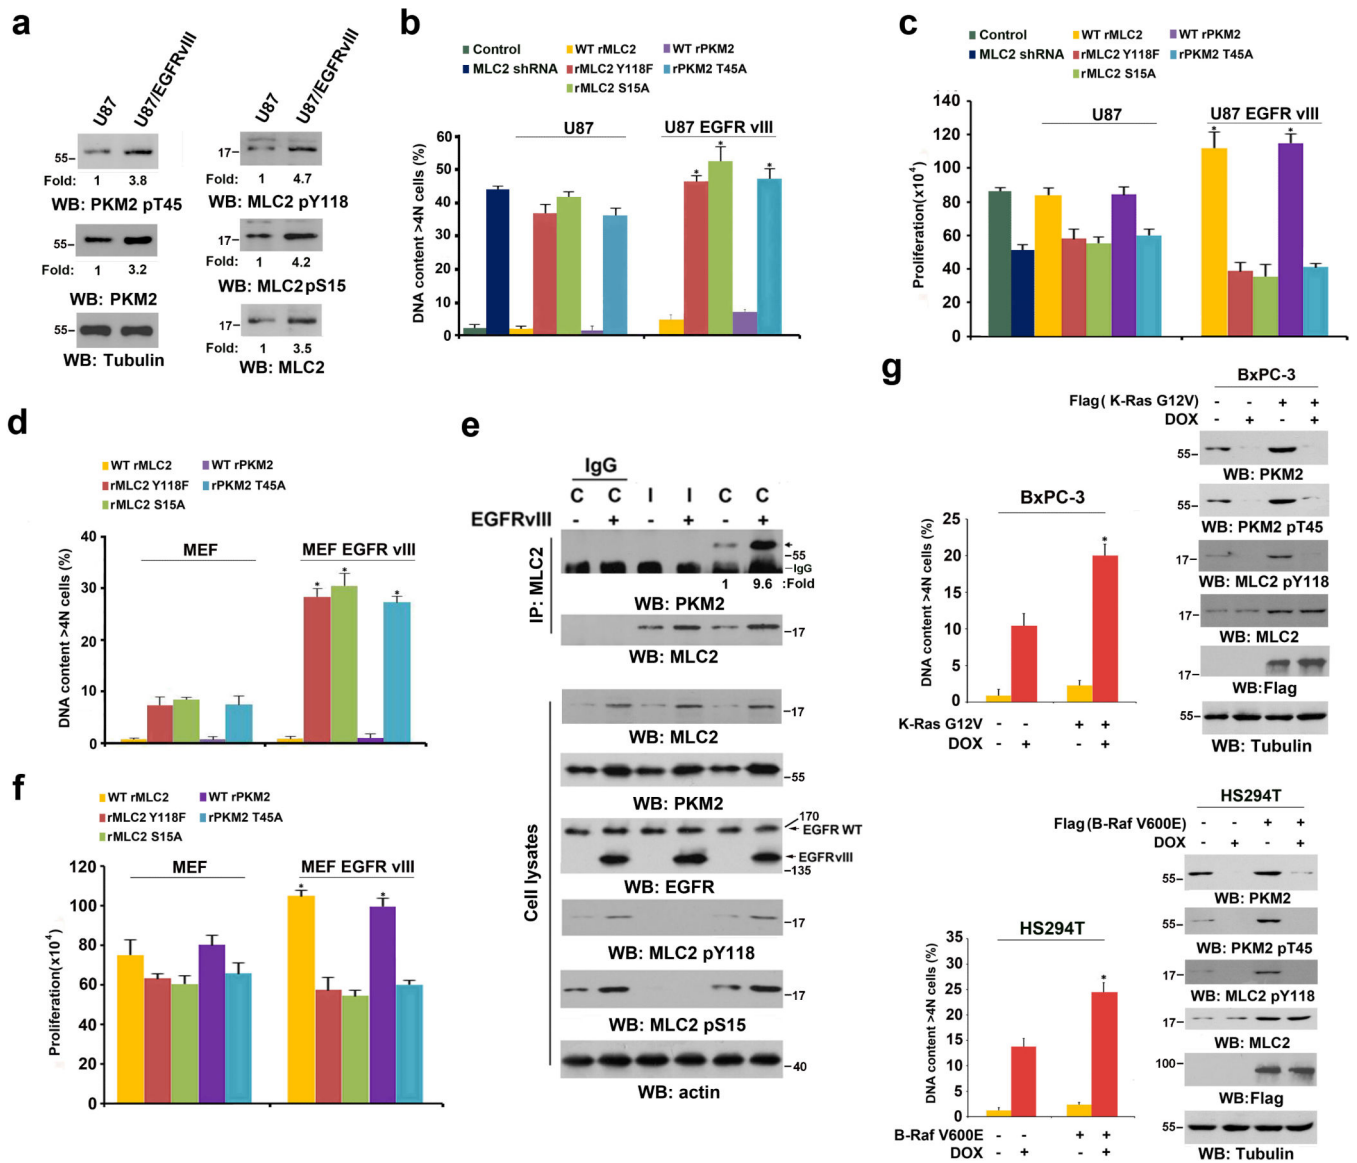 a
U87
U87/EGFRvIII
55
Fold: 1 3.8
WB: PKM2 pT45
55
Fold: 1 3.2
WB: PKM2
55
WB: Tubulin
17
Fold: 1 4.7
WB: MLC2 pY118
17
Fold: 1 4.2
WB: MLC2 pS15
17
Fold: 1 3.5
WB: MLC2
b
Control
MLC2 shRNA
WT rMLC2
rMLC2 Y118F
rMLC2 S15A
WT rPKM2
rPKM2 T45A
U87
U87 EGFR vIII
DNA content >4N cells (%)
60
50
40
30
20
10
0
* * *
c
Control
MLC2 shRNA
WT rMLC2
rMLC2 Y118F
rMLC2 S15A
WT rPKM2
rPKM2 T45A
U87
U87 EGFR vIII
Proliferation(x10⁴)
140
120
100
80
60
40
20
0
* *
d
WT rMLC2
rMLC2 Y118F
rMLC2 S15A
WT rPKM2
rPKM2 T45A
MEF
MEF EGFR vIII
DNA content >4N cells (%)
40
30
20
10
0
* * *
e
IgG
C C I I C C
EGFRvIII - + - + - +
IP: MLC2
55
IgG
1 9.6 :Fold
WB: PKM2
17
WB: MLC2
Cell lysates
17
WB: MLC2
55
WB: PKM2
170
EGFR WT
EGFRvIII
135
WB: EGFR
17
WB: MLC2 pY118
17
WB: MLC2 pS15
40
WB: actin
f
WT rMLC2
rMLC2 Y118F
rMLC2 S15A
WT rPKM2
rPKM2 T45A
MEF
MEF EGFR vIII
Proliferation(x10⁴)
120
100
80
60
40
20
0
* *
g
BxPC-3
DNA content >4N cells (%)
25
20
15
10
5
0
*
K-Ras G12V - - + +
DOX - + - +
BxPC-3
Flag( K-Ras G12V) - - + +
DOX - + - +
55
WB: PKM2
55
WB: PKM2 pT45
17
WB: MLC2 pY118
17
WB: MLC2
17
WB:Flag
55
WB: Tubulin
HS294T
DNA content >4N cells (%)
35
30
25
20
15
10
5
0
*
B-Raf V600E - - + +
DOX - + - +
HS294T
Flag(B-Raf V600E) - - + +
DOX - + - +
55
WB: PKM2
55
WB: PKM2 pT45
17
WB: MLC2 pY118
17
WB: MLC2
100
WB:Flag
55
WB: Tubulin